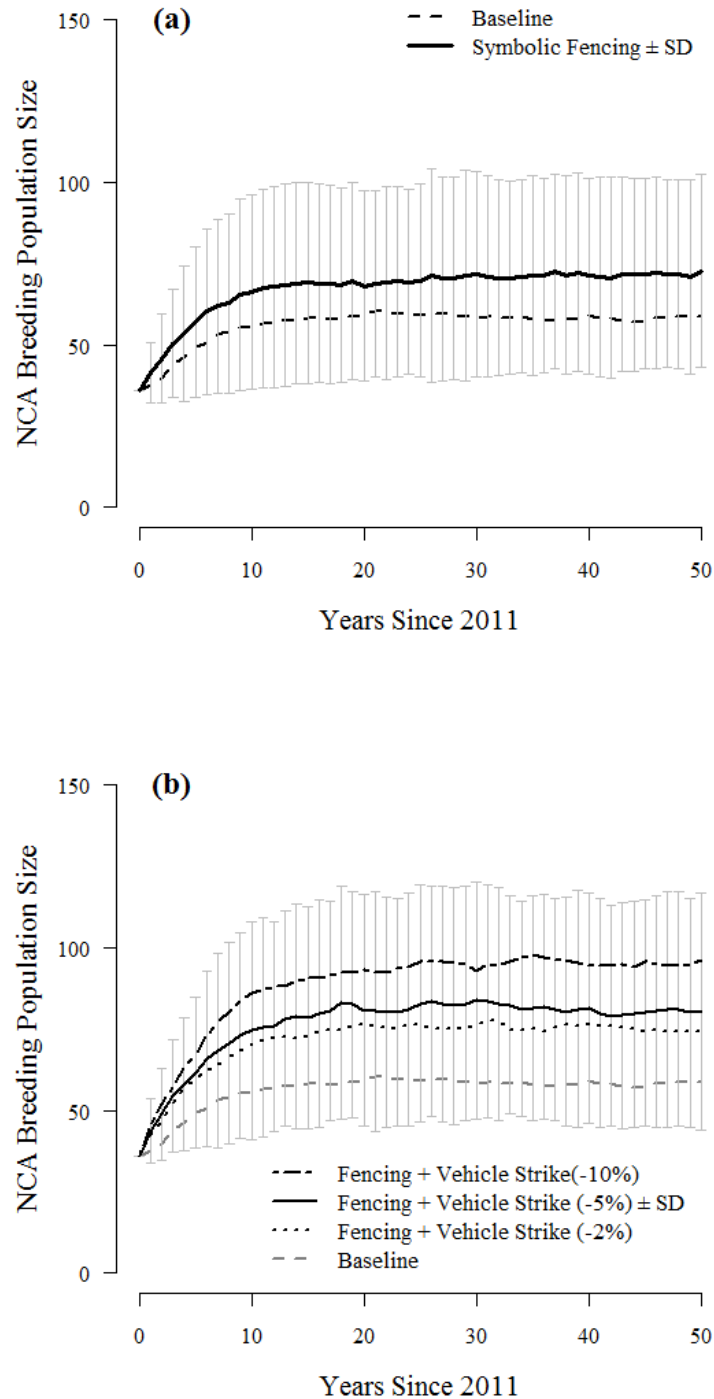 (a)
Baseline
Symbolic Fencing ± SD
150
100
50
0
NCA Breeding Population Size
0 10 20 30 40 50
Years Since 2011
(b)
150
100
50
0
NCA Breeding Population Size
Fencing + Vehicle Strike(-10%)
Fencing + Vehicle Strike (-5%) ± SD
Fencing + Vehicle Strike (-2%)
Baseline
0 10 20 30 40 50
Years Since 2011